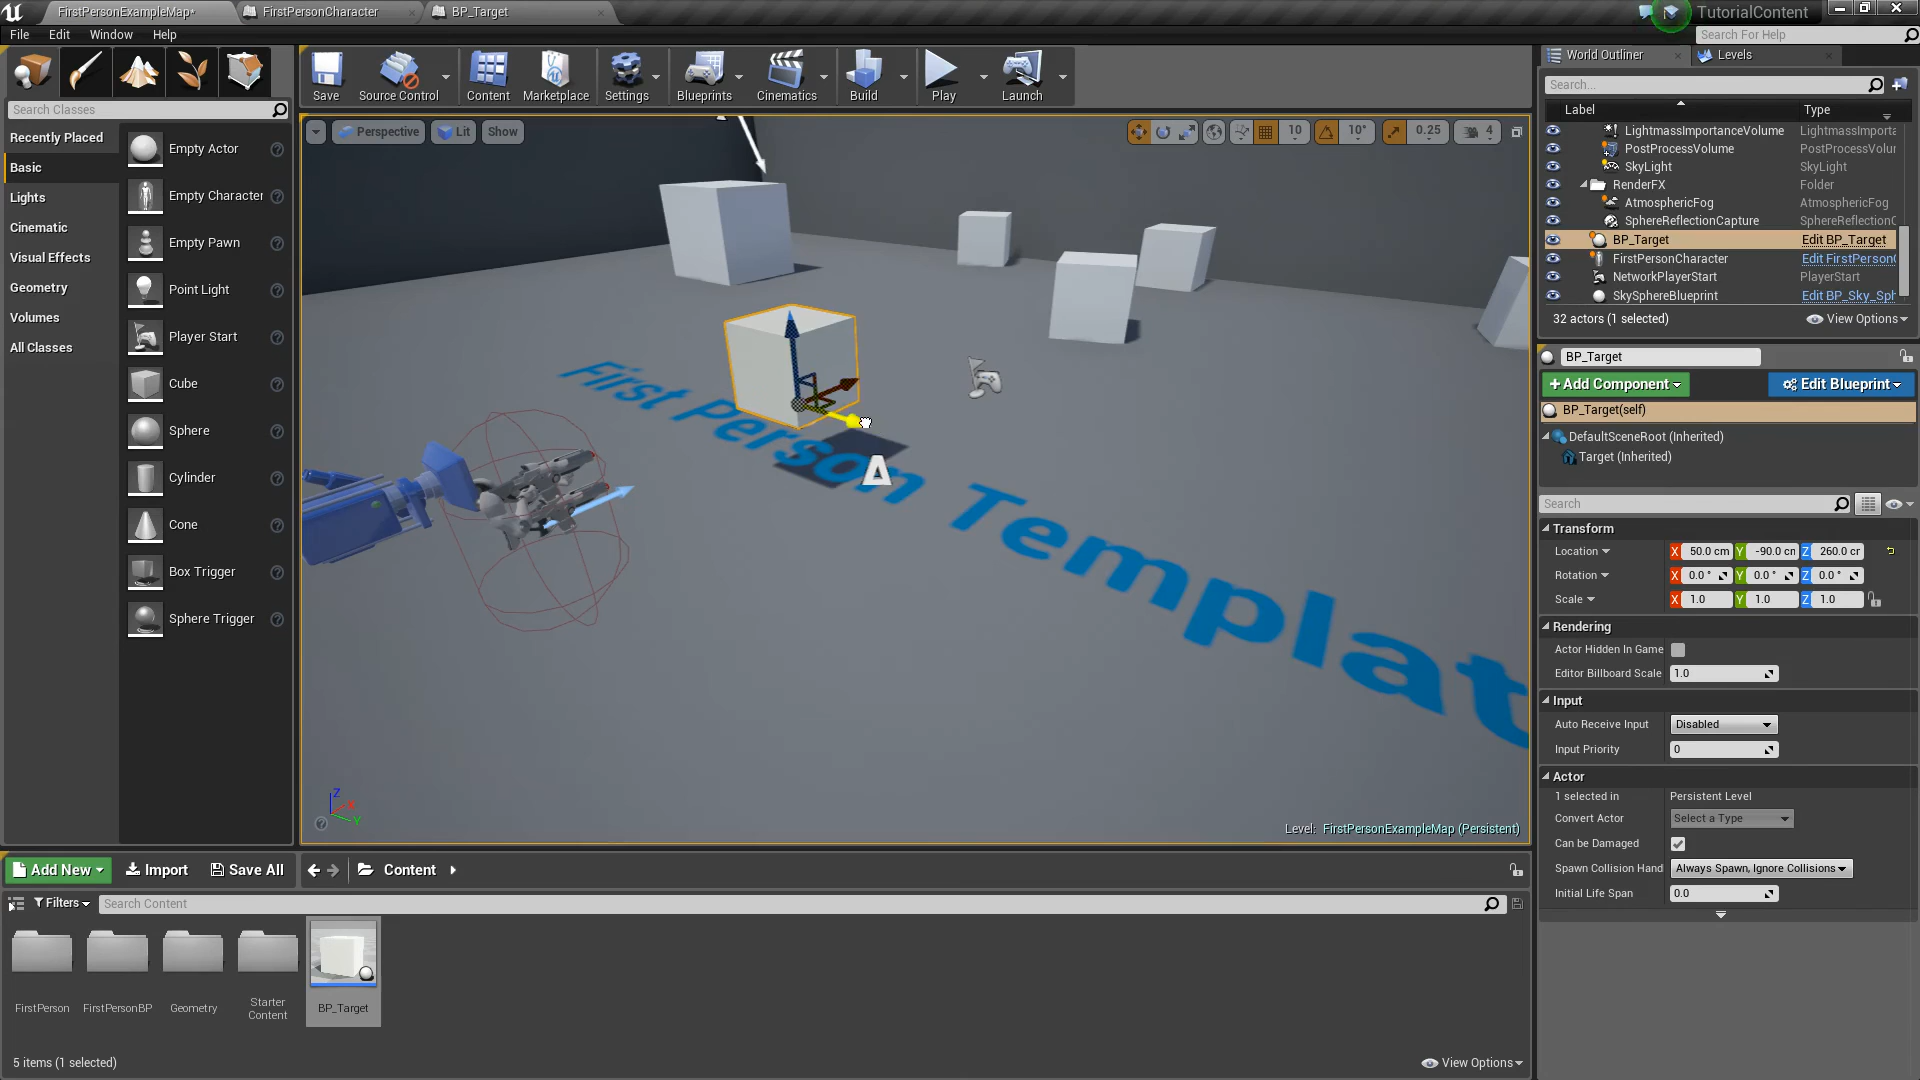 FirstPersonExampleMap*
FirstPersonCharacter
BP_Target
TutorialContent
File Edit Window Help
Search For Help
Save
Source Control
Content
Marketplace
Settings
Blueprints
Cinematics
Build
Play
Launch
Search Classes
Recently Placed
Basic
Lights
Cinematic
Visual Effects
Geometry
Volumes
All Classes
Empty Actor
Empty Character
Empty Pawn
Point Light
Player Start
Cube
Sphere
Cylinder
Cone
Box Trigger
Sphere Trigger
Perspective
Lit
Show
10
10°
0.25
4
First Person Templat
A
Z
X
Y
Level: FirstPersonExampleMap (Persistent)
World Outliner
Levels
Search...
Label
Type
LightmassImportanceVolume LightmassImporta
PostProcessVolume PostProcessVolur
SkyLight SkyLight
RenderFX Folder
AtmosphericFog AtmosphericFog
SphereReflectionCapture SphereReflectionC
BP_Target Edit BP_Target
FirstPersonCharacter Edit FirstPerson(
NetworkPlayerStart PlayerStart
SkySphereBlueprint Edit BP_Sky_Sph
32 actors (1 selected)
View Options
BP_Target
+Add Component
Edit Blueprint
BP_Target(self)
DefaultSceneRoot (Inherited)
Target (Inherited)
Search
Transform
Location X 50.0 cm Y -90.0 cn Z 260.0 cr
Rotation X 0.0 ° Y 0.0 ° Z 0.0 °
Scale X 1.0 Y 1.0 Z 1.0
Rendering
Actor Hidden In Game
Editor Billboard Scale 1.0
Input
Auto Receive Input Disabled
Input Priority 0
Actor
1 selected in Persistent Level
Convert Actor Select a Type
Can be Damaged
Spawn Collision Hand Always Spawn, Ignore Collisions
Initial Life Span 0.0
Add New
Import
Save All
Content
Filters
Search Content
FirstPerson
FirstPersonBP
Geometry
Starter
Content
BP_Target
5 items (1 selected)
View Options